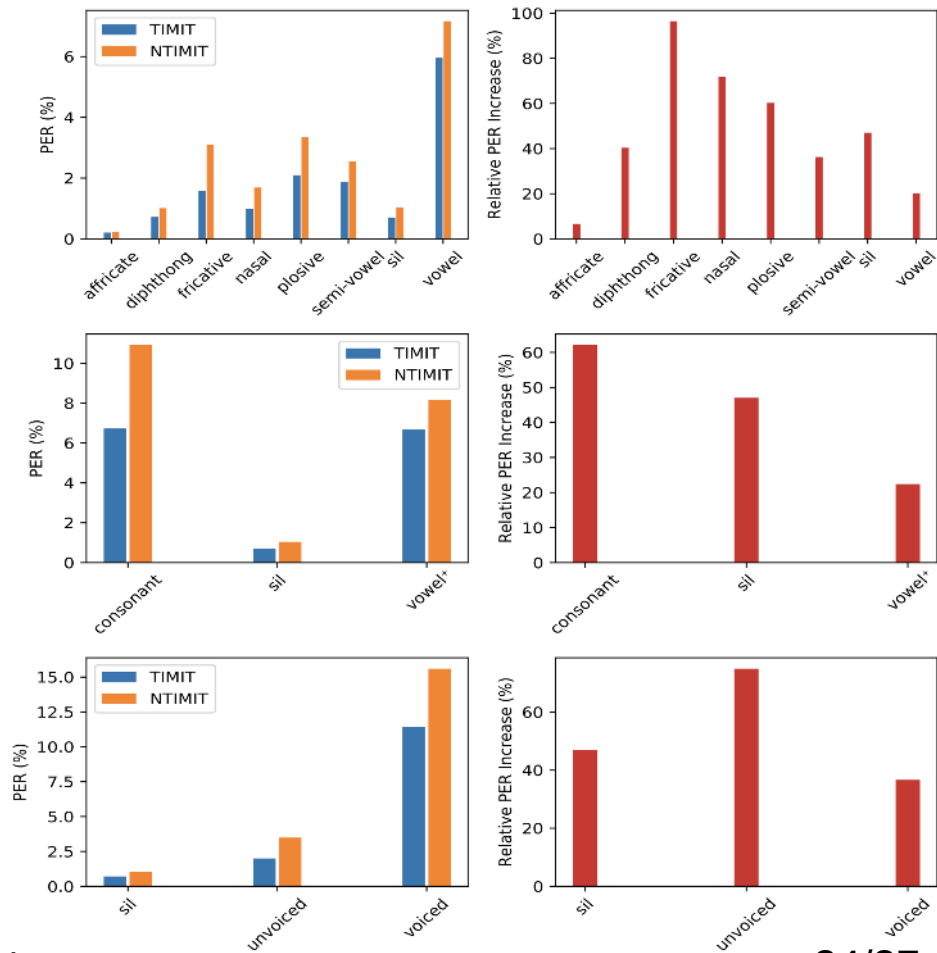 TIMIT
NTIMIT
PER (%)
0
2
4
6
affricate
diphthong
fricative
nasal
plosive
semi-vowel
sil
vowel
Relative PER Increase (%)
0
20
40
60
80
100
affricate
diphthong
fricative
nasal
plosive
semi-vowel
sil
vowel
TIMIT
NTIMIT
PER (%)
0
2
4
6
8
10
consonant
sil
vowel⁺
Relative PER Increase (%)
0
10
20
30
40
50
60
consonant
sil
vowel⁺
TIMIT
NTIMIT
PER (%)
0.0
2.5
5.0
7.5
10.0
12.5
15.0
sil
unvoiced
voiced
Relative PER Increase (%)
0
20
40
60
sil
unvoiced
voiced